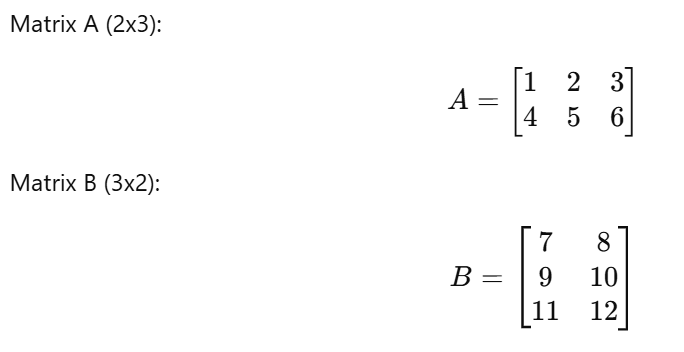 Matrix A (2x3):
A = [1 2 3
4 5 6]
Matrix B (3x2):
B = [7 8
9 10
11 12]